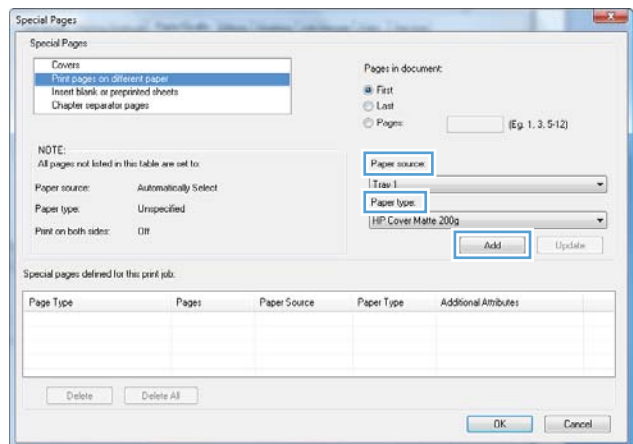 Special Pages
Special Pages
Covers
Print pages on different paper
Insert blank or preprinted sheets
Chapter separator pages
Pages in document:
First
Last
Pages:
(Eg. 1, 3, 5-12)
NOTE:
All pages not listed in this table are set to:
Paper source: Automatically Select
Paper type: Unspecified
Print on both sides: Off
Paper source:
Tray 1
Paper type:
HP Cover Matte 200g
Add Update
Special pages defined for this print job:
Page Type Pages Paper Source Paper Type Additional Attributes
Delete Delete All
OK Cancel